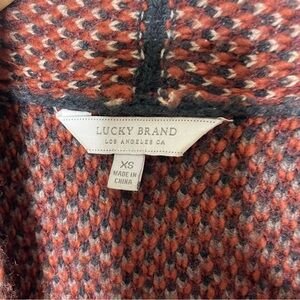 LUCKY BRAND
LOS ANGELES CA
XS
MADE IN
CHINA